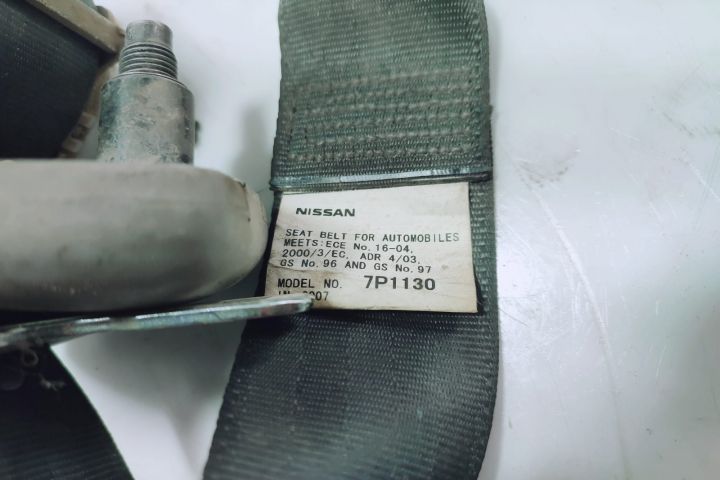 NISSAN
SEAT BELT FOR AUTOMOBILES
MEETS:ECE No. 16-04,
2000/3/EC, ADR 4/03,
GS No. 96 AND GS No. 97
MODEL NO. 7P1130